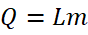 Q = Lm